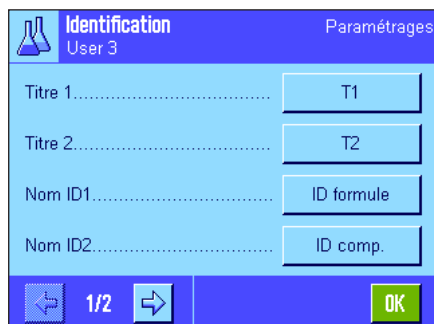 Identification Paramétrages
User 3
Titre 1.................................... T1
Titre 2.................................... T2
Nom ID1................................. ID formule
Nom ID2................................. ID comp.
1/2 OK